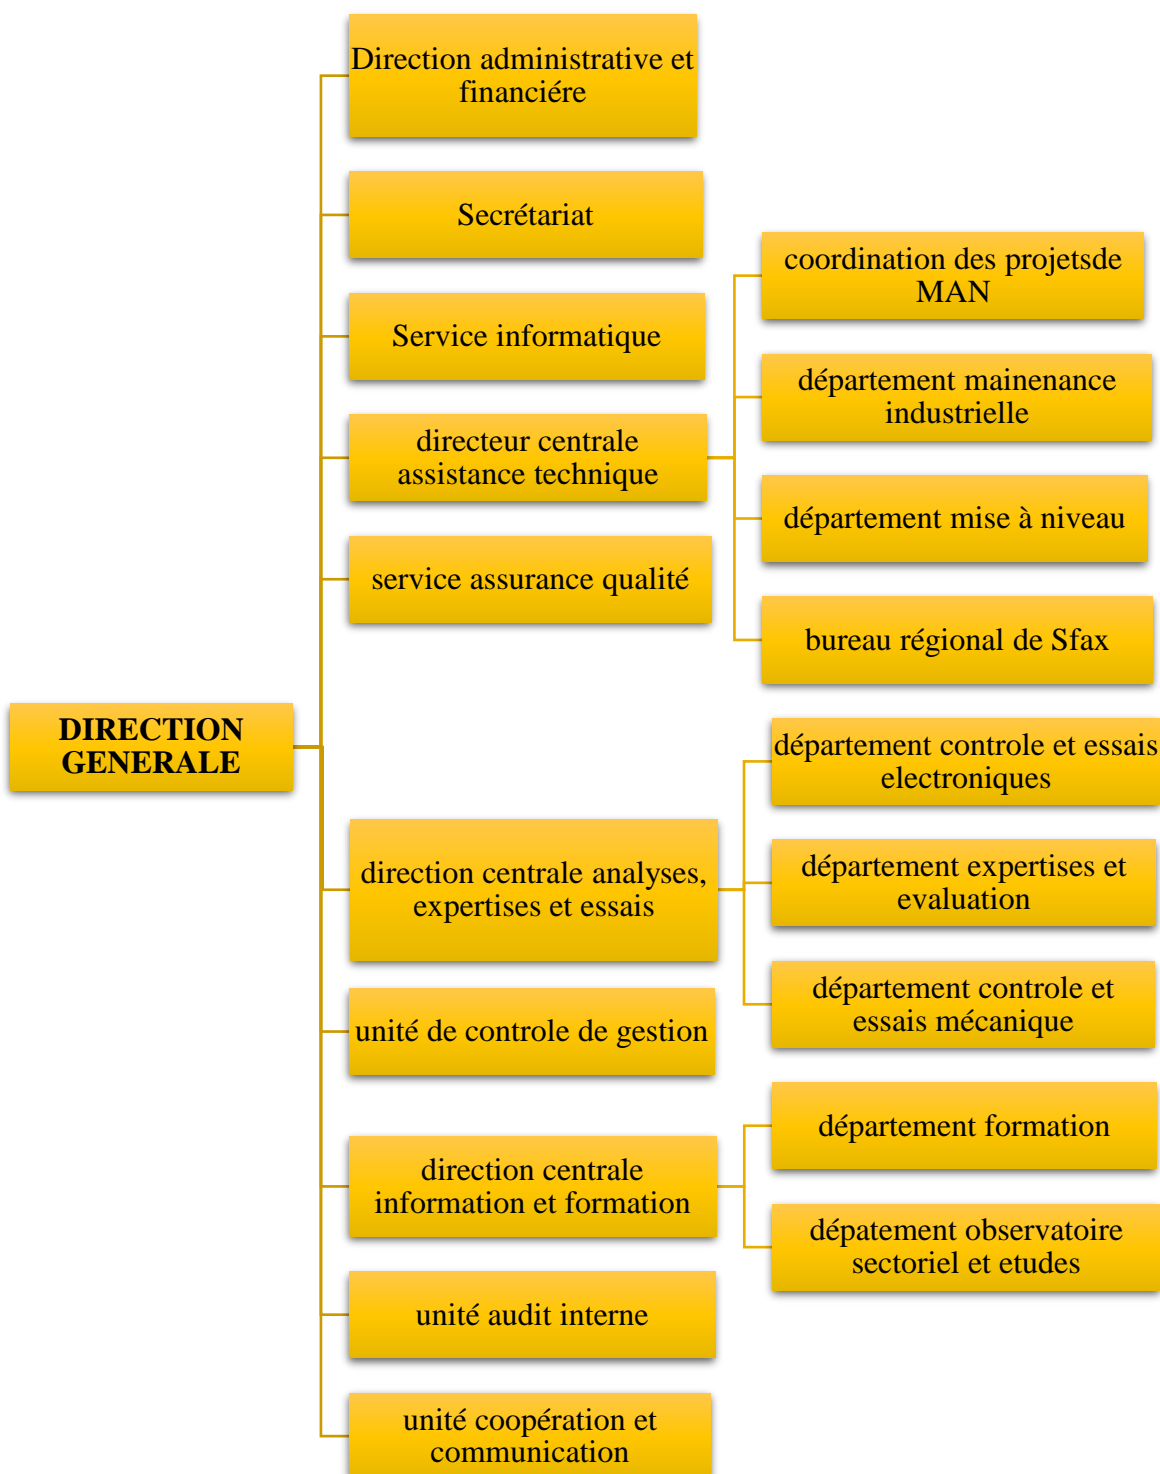 DIRECTION
GENERALE
Direction administrative et
financiére
Secrétariat
Service informatique
directeur centrale
assistance technique
coordination des projetsde
MAN
département mainenance
industrielle
département mise à niveau
bureau régional de Sfax
service assurance qualité
direction centrale analyses,
expertises et essais
département controle et essais
electroniques
département expertises et
evaluation
département controle et
essais mécanique
unité de controle de gestion
direction centrale
information et formation
département formation
dépatement observatoire
sectoriel et etudes
unité audit interne
unité coopération et
communication